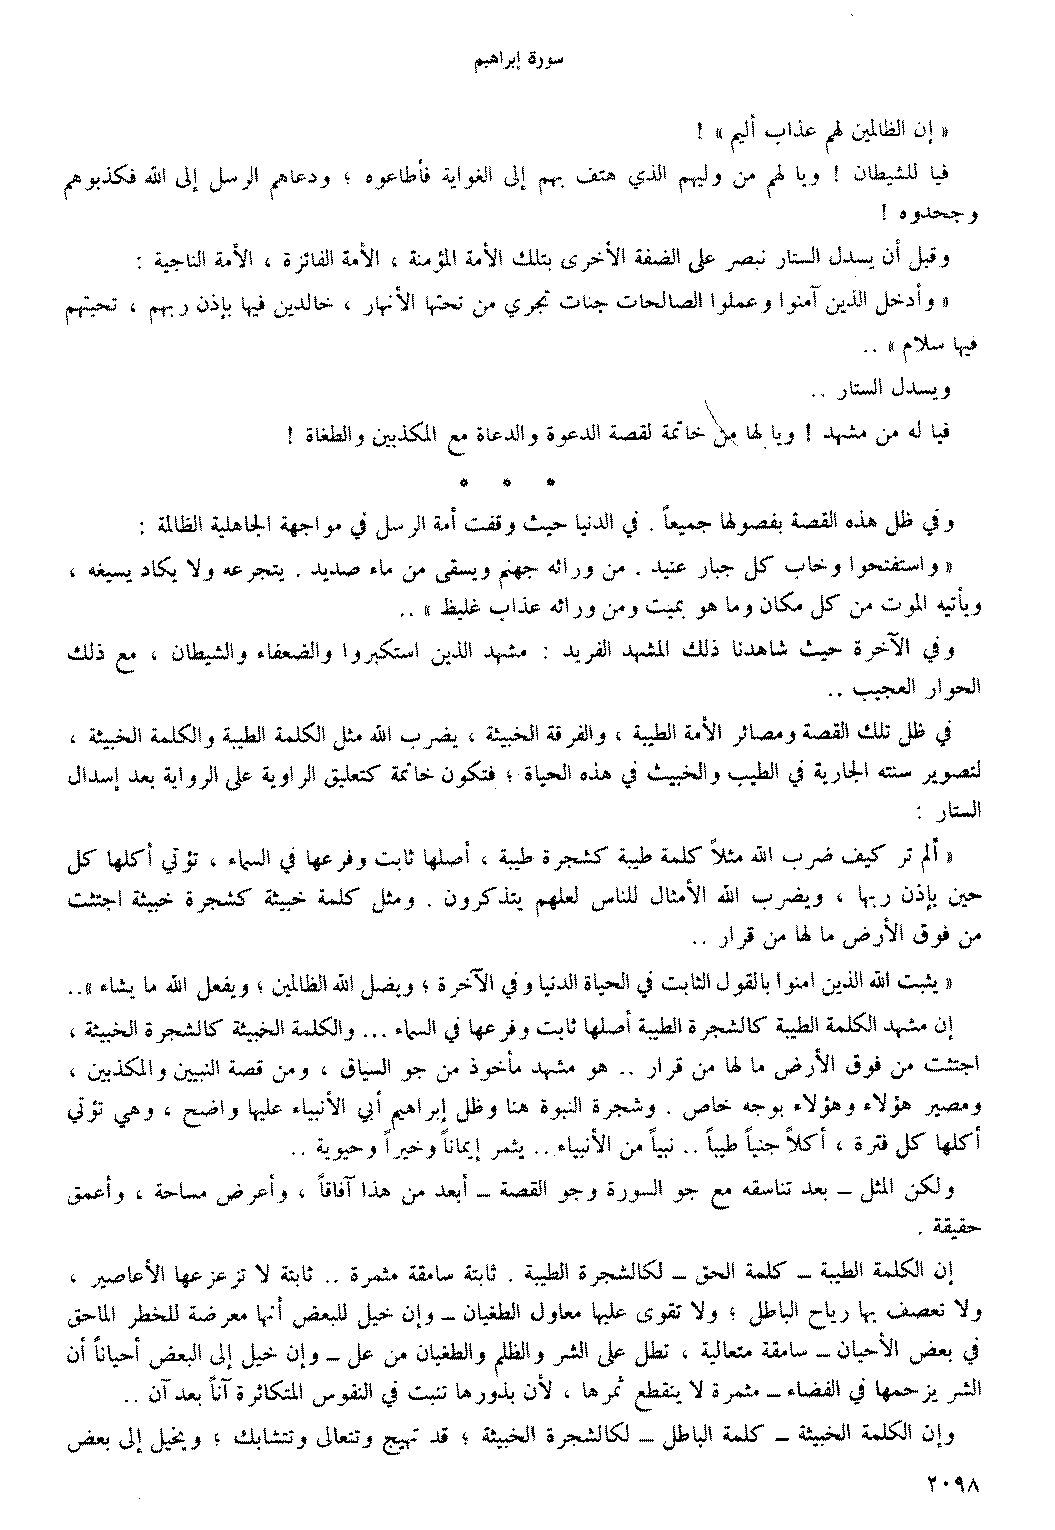 سورة إبراهيم
« إن الظالمين لهم عذاب أليم » !
فيا للشيطان ! ويا لهم من وليهم الذي هتف بهم إلى الغواية فأطاعوه ؛ ودعاهم الرسل إلى الله فكذبوهم
وجحدوه !
وقبل أن يسدل الستار نبصر على الضفة الأخرى بتلك الأمة المؤمنة ، الأمة الفائزة ، الأمة الناجية :
« وأدخل الذين آمنوا وعملوا الصالحات جنات تجري من تحتها الأنهار ، خالدين فيها بإذن ربهم ، تحيتهم
فيها سلام » ..
ويسدل الستار ..
فيا له من مشهد ! ويا لها من خاتمة لقصة الدعوة والدعاة مع المكذبين والطغاة !
* * *
وفي ظل هذه القصة بفصولها جميعاً . في الدنيا حيث وقفت أمة الرسل في مواجهة الجاهلية الظالمة :
« واستفتحوا وخاب كل جبار عنيد . من ورائه جهنم ويسقى من ماء صديد . يتجرعه ولا يكاد يسيغه ،
ويأتيه الموت من كل مكان وما هو بميت ومن ورائه عذاب غليظ » ..
وفي الآخرة حيث شاهدنا ذلك المشهد الفريد : مشهد الذين استكبروا والضعفاء والشيطان ، مع ذلك
الحوار العجيب ..
في ظل تلك القصة ومصائر الأمة الطيبة ، والفرقة الخبيثة ، يضرب الله مثل الكلمة الطيبة والكلمة الخبيثة ،
لتصوير سنته الجارية في الطيب والخبيث في هذه الحياة ؛ فتكون خاتمة كتعليق الراوية على الرواية بعد إسدال
الستار :
« ألم تر كيف ضرب الله مثلاً كلمة طيبة كشجرة طيبة ، أصلها ثابت وفرعها في السماء ، تؤتي أكلها كل
حين بإذن ربها ، ويضرب الله الأمثال للناس لعلهم يتذكرون . ومثل كلمة خبيثة كشجرة خبيثة اجتثت
من فوق الأرض ما لها من قرار ..
« يثبت الله الذين امنوا بالقول الثابت في الحياة الدنيا وفي الآخرة ؛ ويضل الله الظالمين ؛ ويفعل الله ما يشاء »..
إن مشهد الكلمة الطيبة كالشجرة الطيبة أصلها ثابت وفرعها في السماء ... والكلمة الخبيثة كالشجرة الخبيثة ،
اجتثت من فوق الأرض ما لها من قرار .. هو مشهد مأخوذ من جو السياق ، ومن قصة النبيين والمكذبين ،
ومصير هؤلاء وهؤلاء بوجه خاص . وشجرة النبوة هنا وظل إبراهيم أبي الأنبياء عليها واضح ، وهي تؤتي
أكلها كل فترة ، أكلاً جنياً طيباً .. نبياً من الأنبياء .. يثمر إيماناً وخيراً وحيوية ..
ولكن المثل – بعد تناسقه مع جو السورة وجو القصة – أبعد من هذا آفاقاً ، وأعرض مساحة ، وأعمق
حقيقة .
إن الكلمة الطيبة – كلمة الحق – لكالشجرة الطيبة . ثابتة سامقة مثمرة .. ثابتة لا تزعزعها الأعاصير ،
ولا تعصف بها رياح الباطل ؛ ولا تقوى عليها معاول الطغيان – وإن خيل للبعض أنها معرضة للخطر الماحق
في بعض الأحيان – سامقة متعالية ، تطل على الشر والظلم والطغيان من عل – وإن خيل إلى البعض أحياناً أن
الشر يزحمها في الفضاء – مثمرة لا ينقطع ثمرها ، لأن بذورها تنبت في النفوس المتكاثرة آناً بعد آن ..
وإن الكلمة الخبيثة – كلمة الباطل – لكالشجرة الخبيثة ؛ قد تهيج وتتعالى وتتشابك ؛ ويخيل إلى بعض
٢٠٩٨